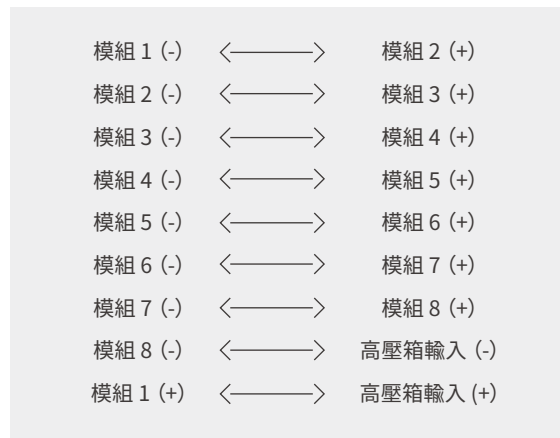 模組 1 (-) <———> 模組 2 (+)
模組 2 (-) <———> 模組 3 (+)
模組 3 (-) <———> 模組 4 (+)
模組 4 (-) <———> 模組 5 (+)
模組 5 (-) <———> 模組 6 (+)
模組 6 (-) <———> 模組 7 (+)
模組 7 (-) <———> 模組 8 (+)
模組 8 (-) <———> 高壓箱輸入 (-)
模組 1 (+) <———> 高壓箱輸入 (+)